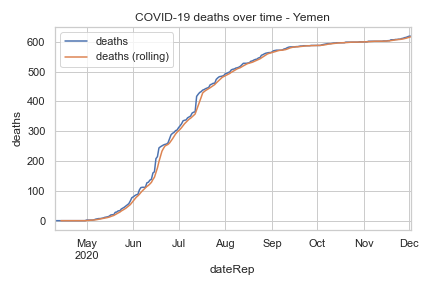 COVID-19 deaths over time - Yemen
deaths
deaths (rolling)
600
500
400
300
200
100
0
deaths
May Jun Jul Aug Sep Oct Nov Dec
2020
dateRep